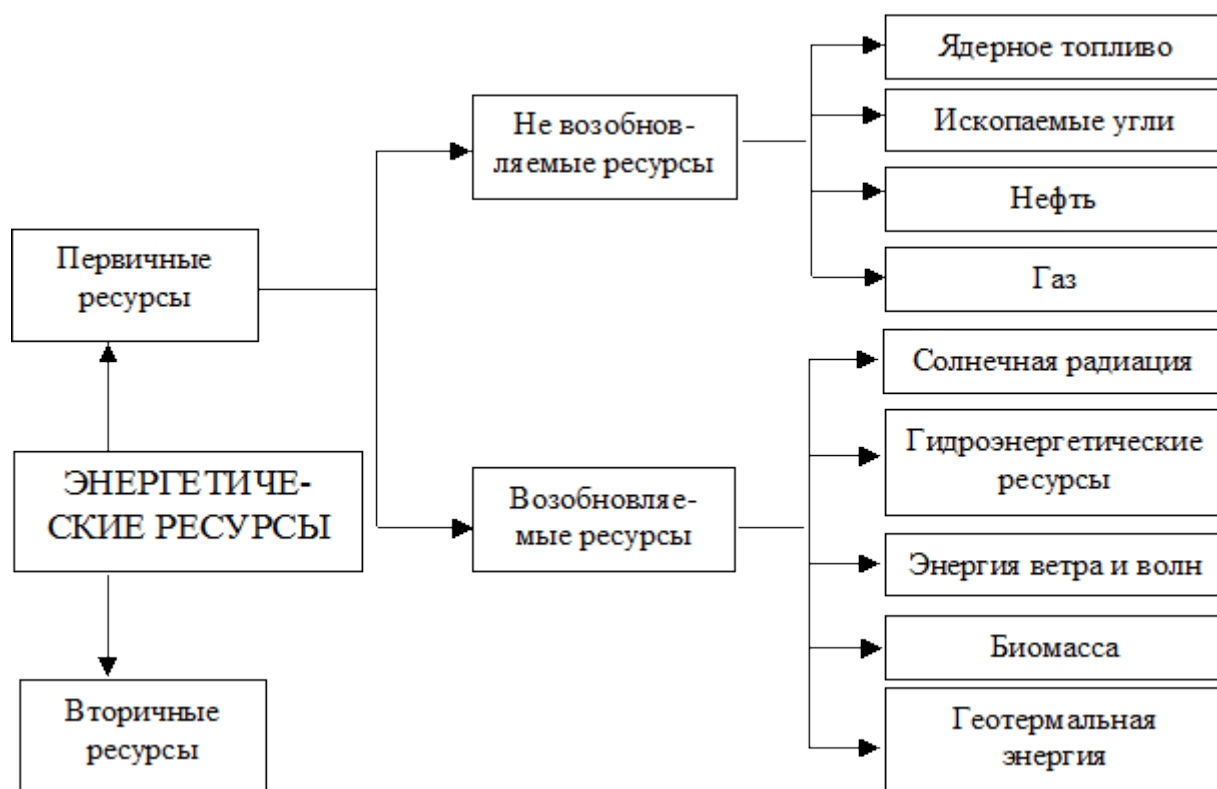 Первичные
ресурсы
ЭНЕРГЕТИЧЕ-
СКИЕ РЕСУРСЫ
Вторичные
ресурсы
Не возобнов-
ляемые ресурсы
Возобновляе-
мые ресурсы
Ядерное топливо
Ископаемые угли
Нефть
Газ
Солнечная радиация
Гидроэнергетические
ресурсы
Энергия ветра и волн
Биомасса
Геотермальная
энергия